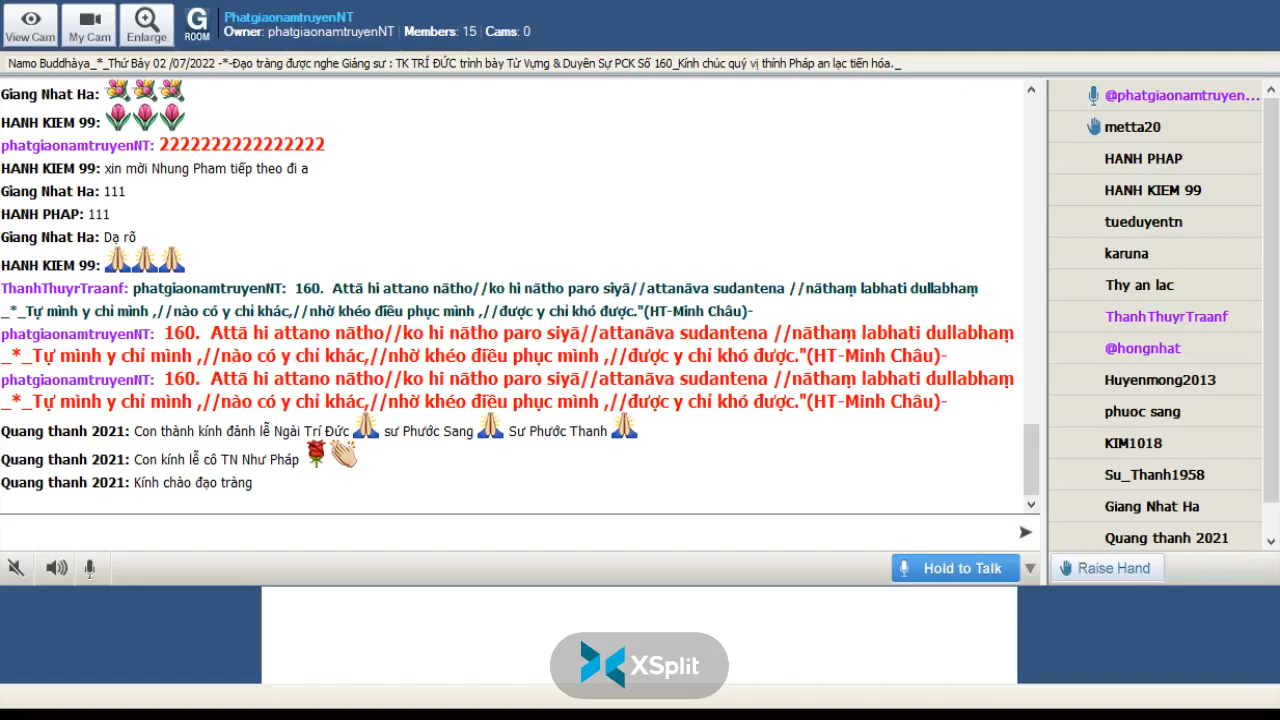 View Cam
My Cam
Enlarge
G
ROOM
PhatgiaonamtruyenNT
Owner: phatgiaonamtruyenNT | Members: 15 | Cams: 0
Namo Buddhàya_*_Thứ Bảy 02 /07/2022 -*-Đạo tràng được nghe Giảng sư : TK TRÍ ĐỨC trình bày Từ Vựng & Duyên Sự PCK Số 160_Kính chúc quý vị thính Pháp an lạc tiến hóa._
Giang Nhat Ha:
HANH KIEM 99:
phatgiaonamtruyenNT: 2222222222222222
HANH KIEM 99: xin mời Nhung Pham tiếp theo đi a
Giang Nhat Ha: 111
HANH PHAP: 111
Giang Nhat Ha: Dạ rõ
HANH KIEM 99:
ThanhThuyrTraanf: phatgiaonamtruyenNT: 160. Attā hi attano nātho//ko hi nātho paro siyā//attanāva sudantena //nāthaṃ labhati dullabhaṃ
_*_Tự mình y chỉ mình ,//nào có y chỉ khác,//nhờ khéo điều phục mình ,//được y chỉ khó được."(HT-Minh Châu)-
phatgiaonamtruyenNT: 160. Attā hi attano nātho//ko hi nātho paro siyā//attanāva sudantena //nāthaṃ labhati dullabhaṃ
_*_Tự mình y chỉ mình ,//nào có y chỉ khác,//nhờ khéo điều phục mình ,//được y chỉ khó được."(HT-Minh Châu)-
phatgiaonamtruyenNT: 160. Attā hi attano nātho//ko hi nātho paro siyā//attanāva sudantena //nāthaṃ labhati dullabhaṃ
_*_Tự mình y chỉ mình ,//nào có y chỉ khác,//nhờ khéo điều phục mình ,//được y chỉ khó được."(HT-Minh Châu)-
Quang thanh 2021: Con thành kính đảnh lễ Ngài Trí Đức sư Phước Sang Sư Phước Thanh
Quang thanh 2021: Con kính lễ cô TN Như Pháp
Quang thanh 2021: Kính chào đạo tràng
@phatgiaonamtruyen...
metta20
HANH PHAP
HANH KIEM 99
tueduyentn
karuna
Thy an lac
ThanhThuyrTraanf
@hongnhat
Huyenmong2013
phuoc sang
KIM1018
Su_Thanh1958
Giang Nhat Ha
Quang thanh 2021
Hold to Talk
Raise Hand
XSplit